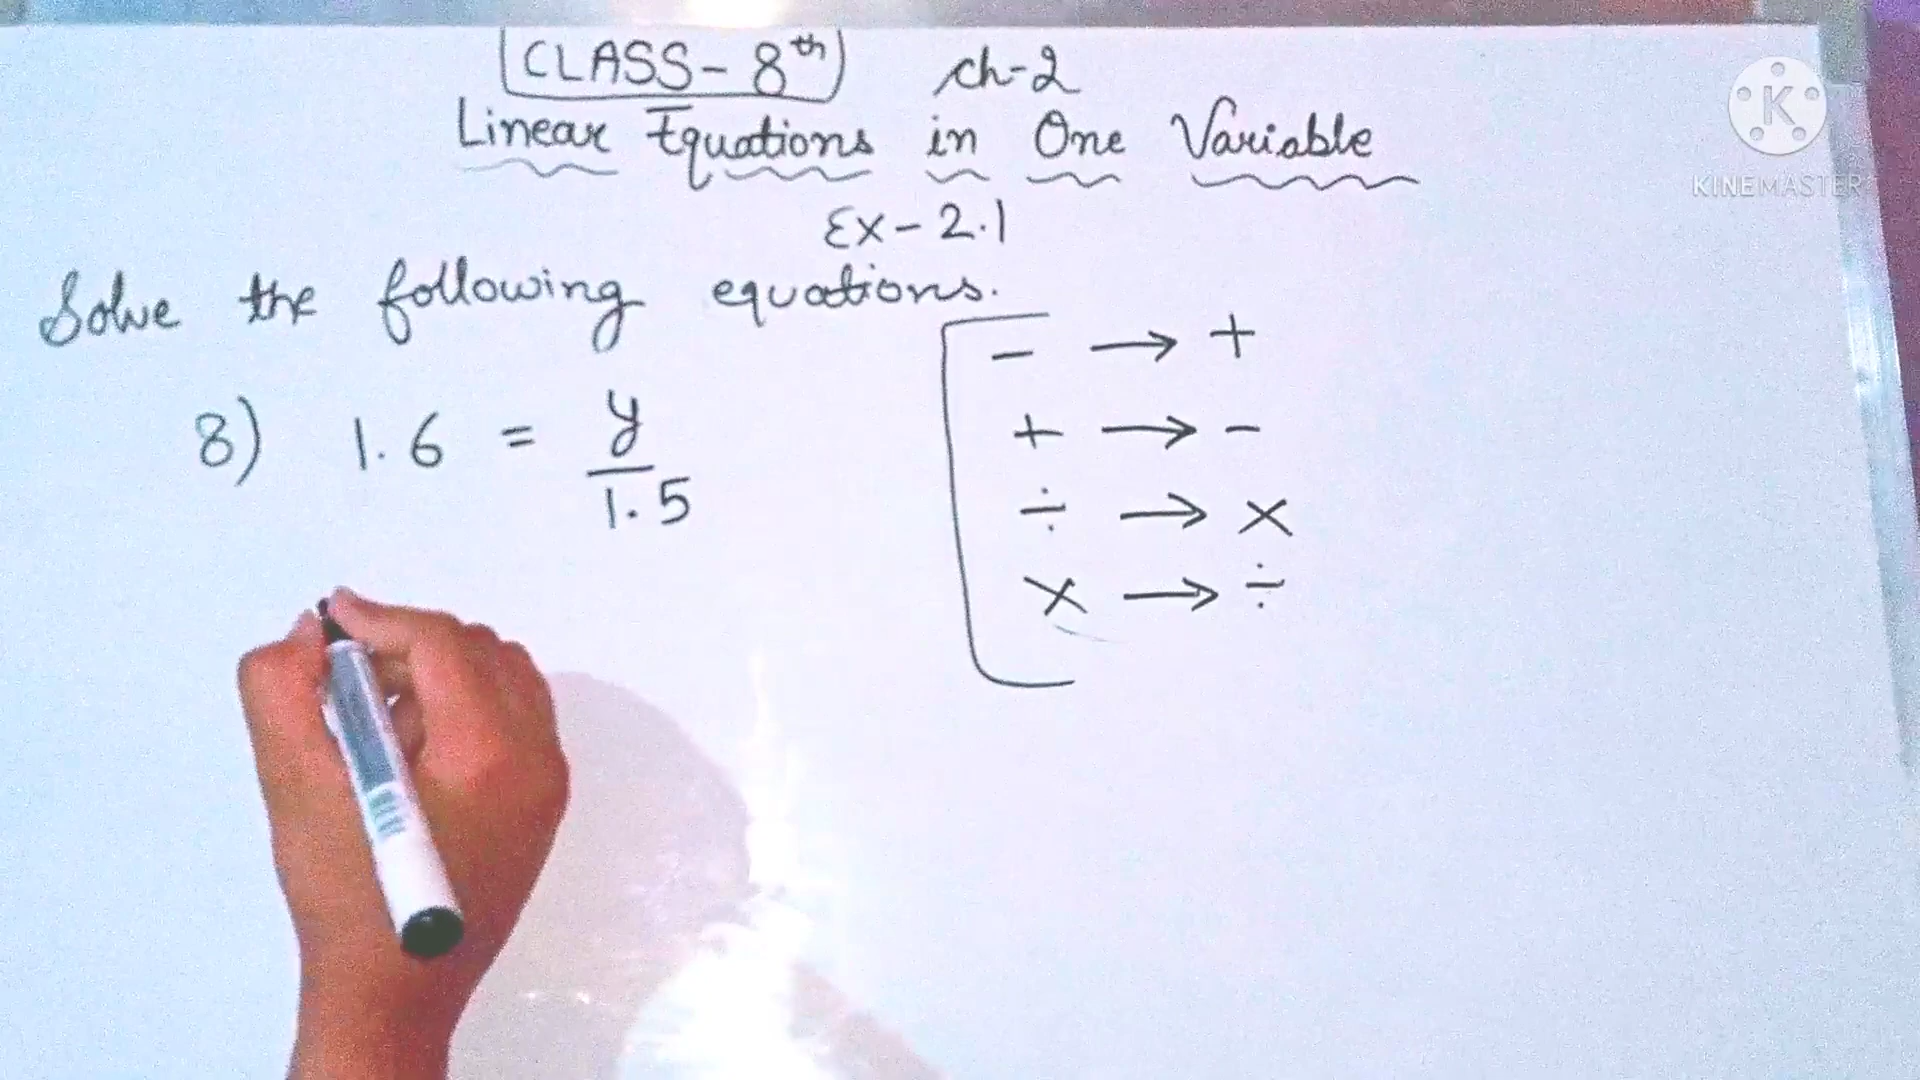 CLASS - 8th ch-2
Linear Equations in One Variable
Ex - 2.1
Solve the following equations.
8) 1.6 = y/1.5
- → +
+ → -
÷ → ×
× → ÷
K
KINEMASTER